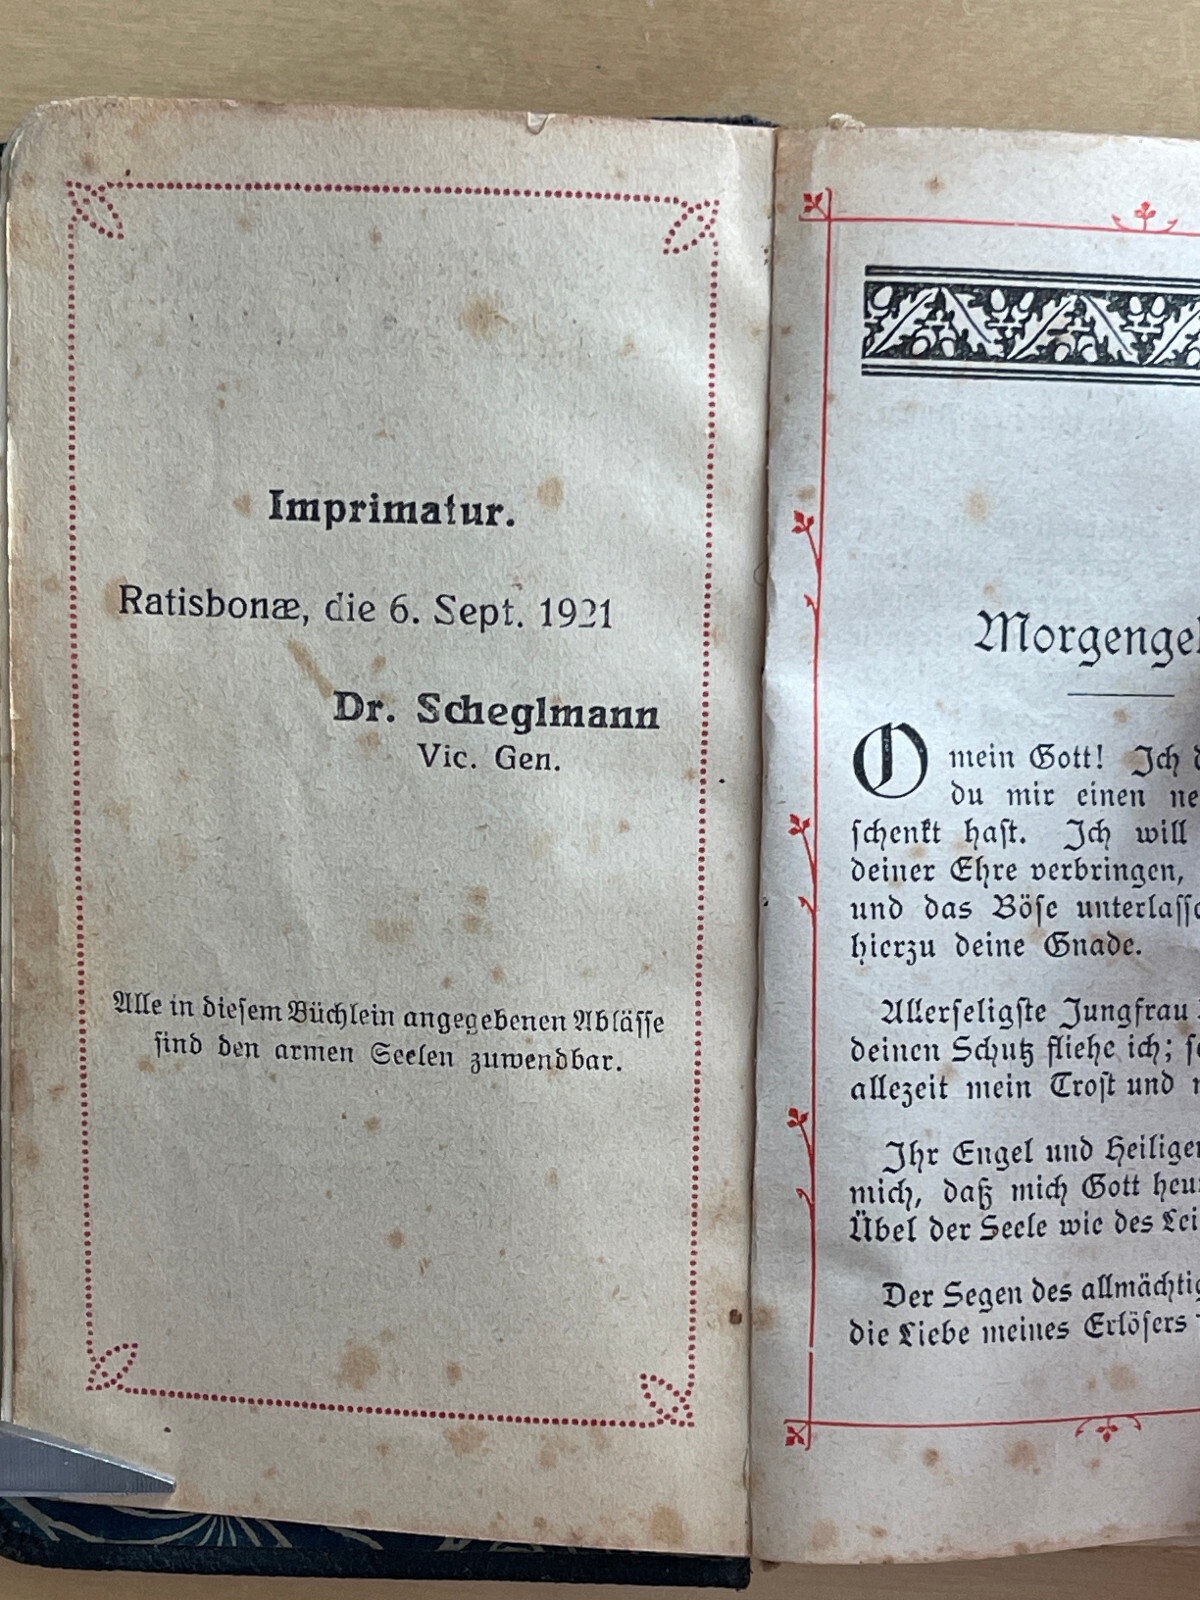 Imprimatur.
Ratisbonæ, die 6. Sept. 1921
Dr. Scheglmann
Vic. Gen.
Alle in diesem Büchlein angegebenen Ablässe
sind den armen Seelen zuwendbar.
O mein Gott! Ich
du mir einen
schenkt hast. Ich will
deiner Ehre verbringen,
und das Böse
hierzu deine Gnade.
Allerseligste Jungfrau
deinen Schutz fliehe ich;
allezeit mein Trost und
Ihr Engel und
mich, daß mich Gott
Übel der Seele wie des
Der Segen des
die Liebe meines Erlösers